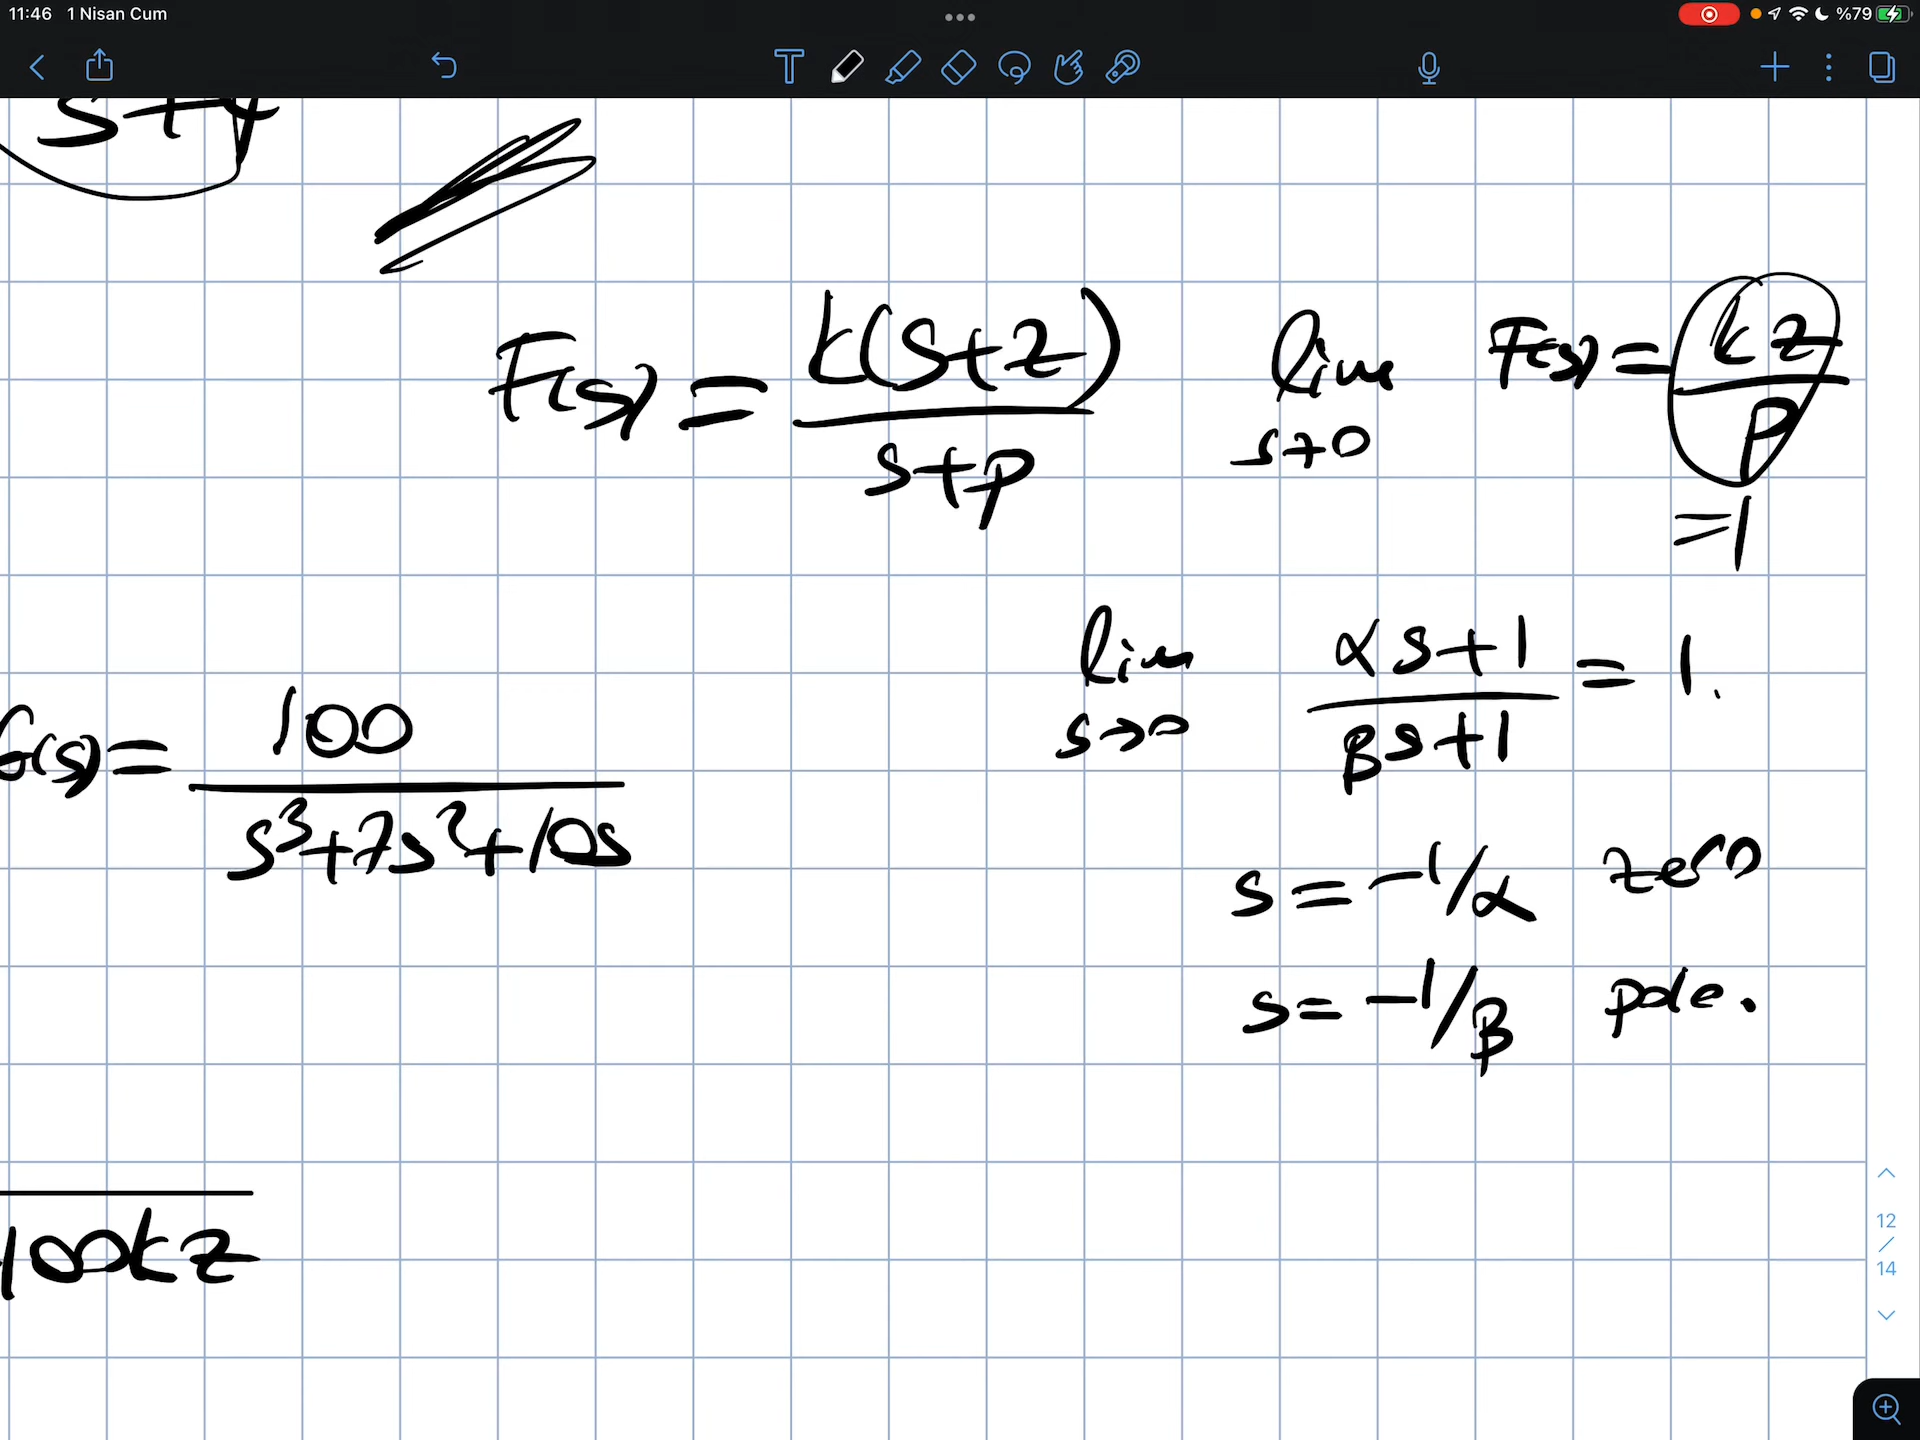 11:46 1 Nisan Cum
%79
s+4
F(s) = k(s+z) / s+p
lim s→0 F(s) = kz / p
=1
lim s→0 αs+1 / βs+1 = 1.
G(s) = 100 / s³+7s²+10s
s = -1/α zero
s = -1/β pole.
100kz
12
/
14